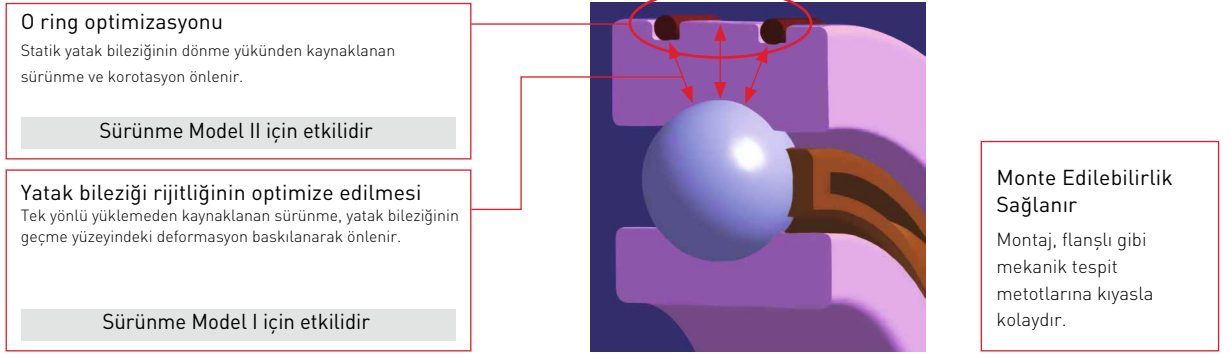 O ring optimizasyonu
Statik yatak bileziğinin dönme yükünden kaynaklanan
sürünme ve korotasyon önlenir.
Sürünme Model II için etkilidir
Yatak bileziği rijitliğinin optimize edilmesi
Tek yönlü yüklemeden kaynaklanan sürünme, yatak bileziğinin
geçme yüzeyindeki deformasyon baskılanarak önlenir.
Sürünme Model I için etkilidir
Monte Edilebilirlik
Sağlanır
Montaj, flanşlı gibi
mekanik tespit
metotlarına kıyasla
kolaydır.